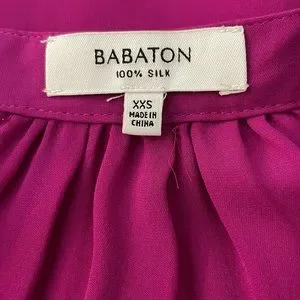 BABATON
100% SILK
XXS
MADE IN
CHINA